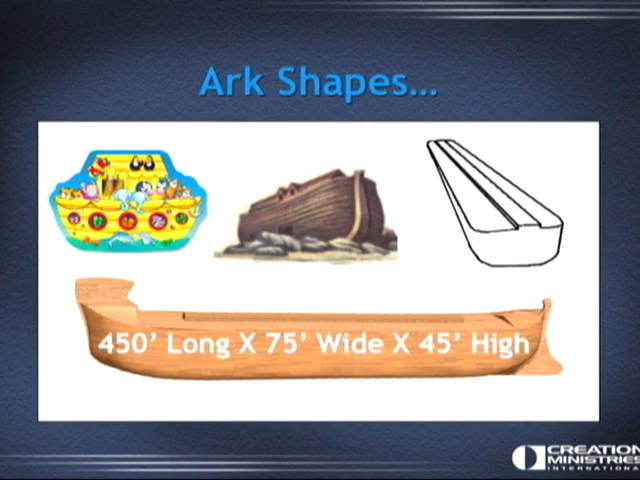 Ark Shapes…
450’ Long X 75’ Wide X 45’ High
CREATION
MINISTRIES
INTERNATIONAL